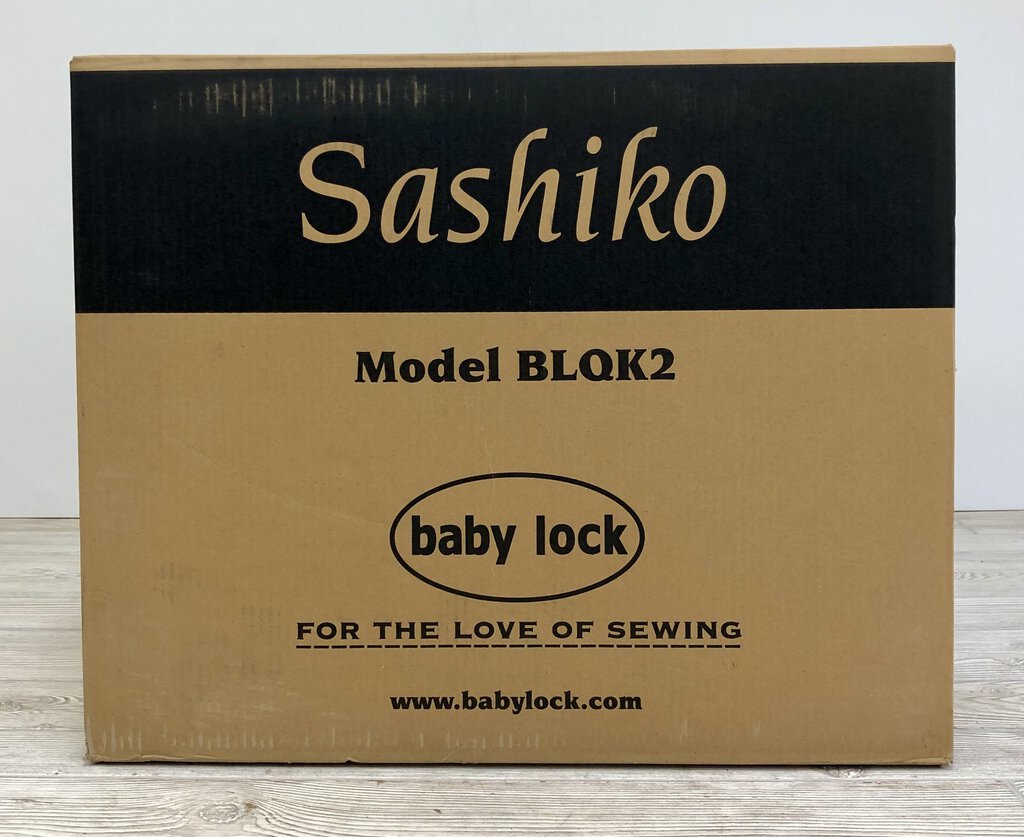 Sashiko
Model BLQK2
baby lock
FOR THE LOVE OF SEWING
www.babylock.com